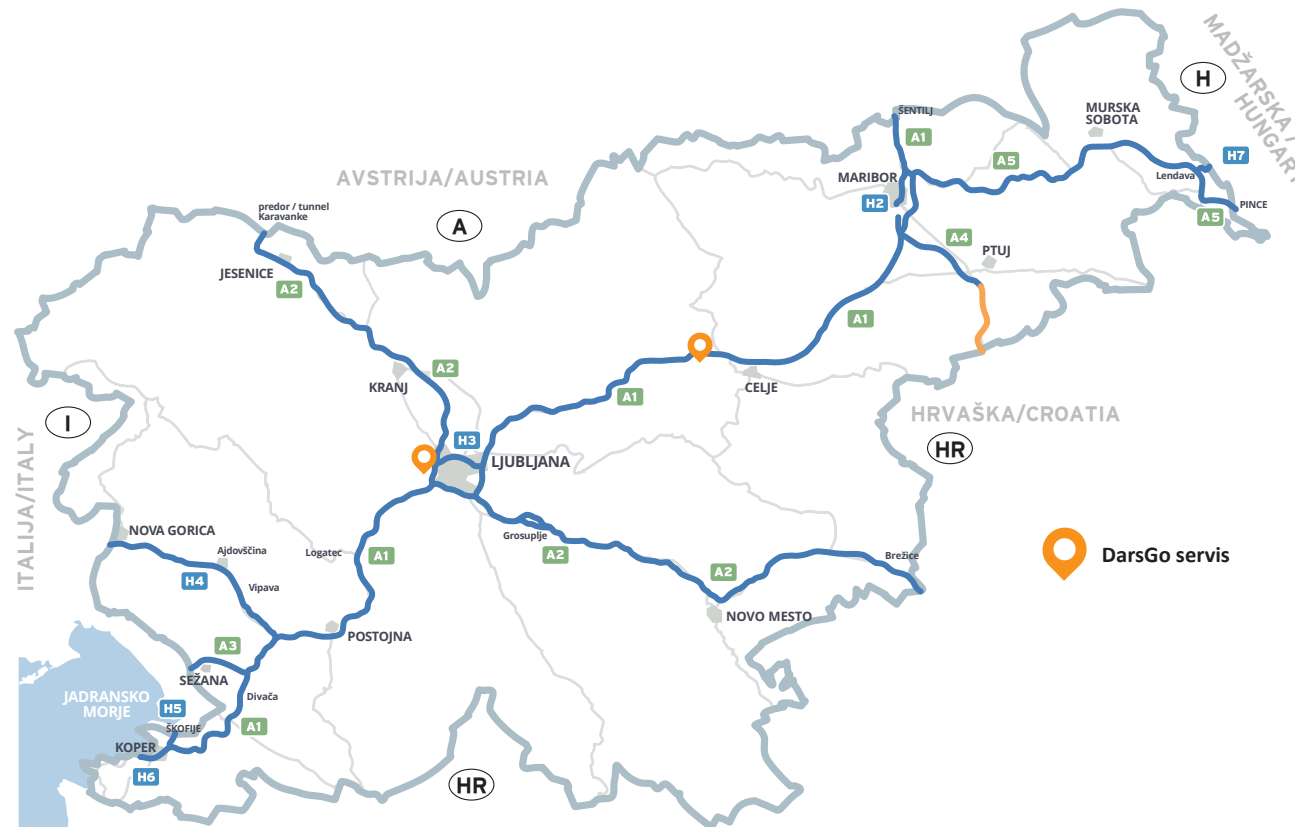 MADŽARSKA /
HUNGARY
H
ŠENTILJ
MURSKA
SOBOTA
A1
A5
H7
AVSTRIJA/AUSTRIA
MARIBOR
Lendava
H2
PINCE
predor / tunnel
Karavanke
A
A5
A4
PTUJ
JESENICE
A2
A1
A2
KRANJ
CELJE
A1
I
HRVAŠKA/CROATIA
H3
HR
LJUBLJANA
ITALIJA/ITALY
NOVA GORICA
Grosuplje
Ajdovščina
Logatec
A1
A2
Brežice
DarsGo servis
H4
Vipava
A2
NOVO MESTO
POSTOJNA
A3
SEŽANA
JADRANSKO
MORJE
Divača
H5
ŠKOFIJE
A1
KOPER
H6
HR